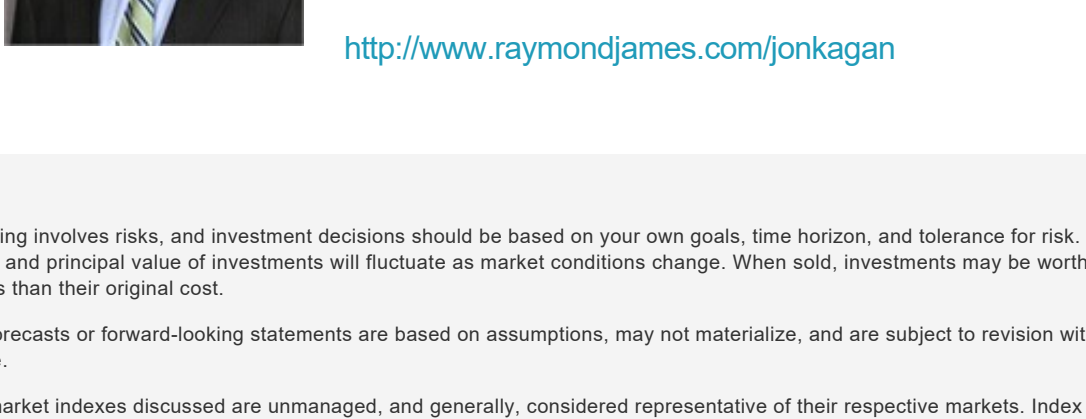 http://www.raymondjames.com/jonkagan
ing involves risks, and investment decisions should be based on your own goals, time horizon, and tolerance for risk.
and principal value of investments will fluctuate as market conditions change. When sold, investments may be worth
s than their original cost.
orecasts or forward-looking statements are based on assumptions, may not materialize, and are subject to revision wit
e.
arket indexes discussed are unmanaged, and generally, considered representative of their respective markets. Index